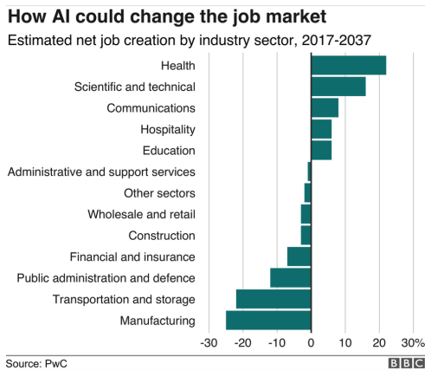 How AI could change the job market
Estimated net job creation by industry sector, 2017-2037
Health
Scientific and technical
Communications
Hospitality
Education
Administrative and support services
Other sectors
Wholesale and retail
Construction
Financial and insurance
Public administration and defence
Transportation and storage
Manufacturing
-30 -20 -10 0 10 20 30%
Source: PwC BBC